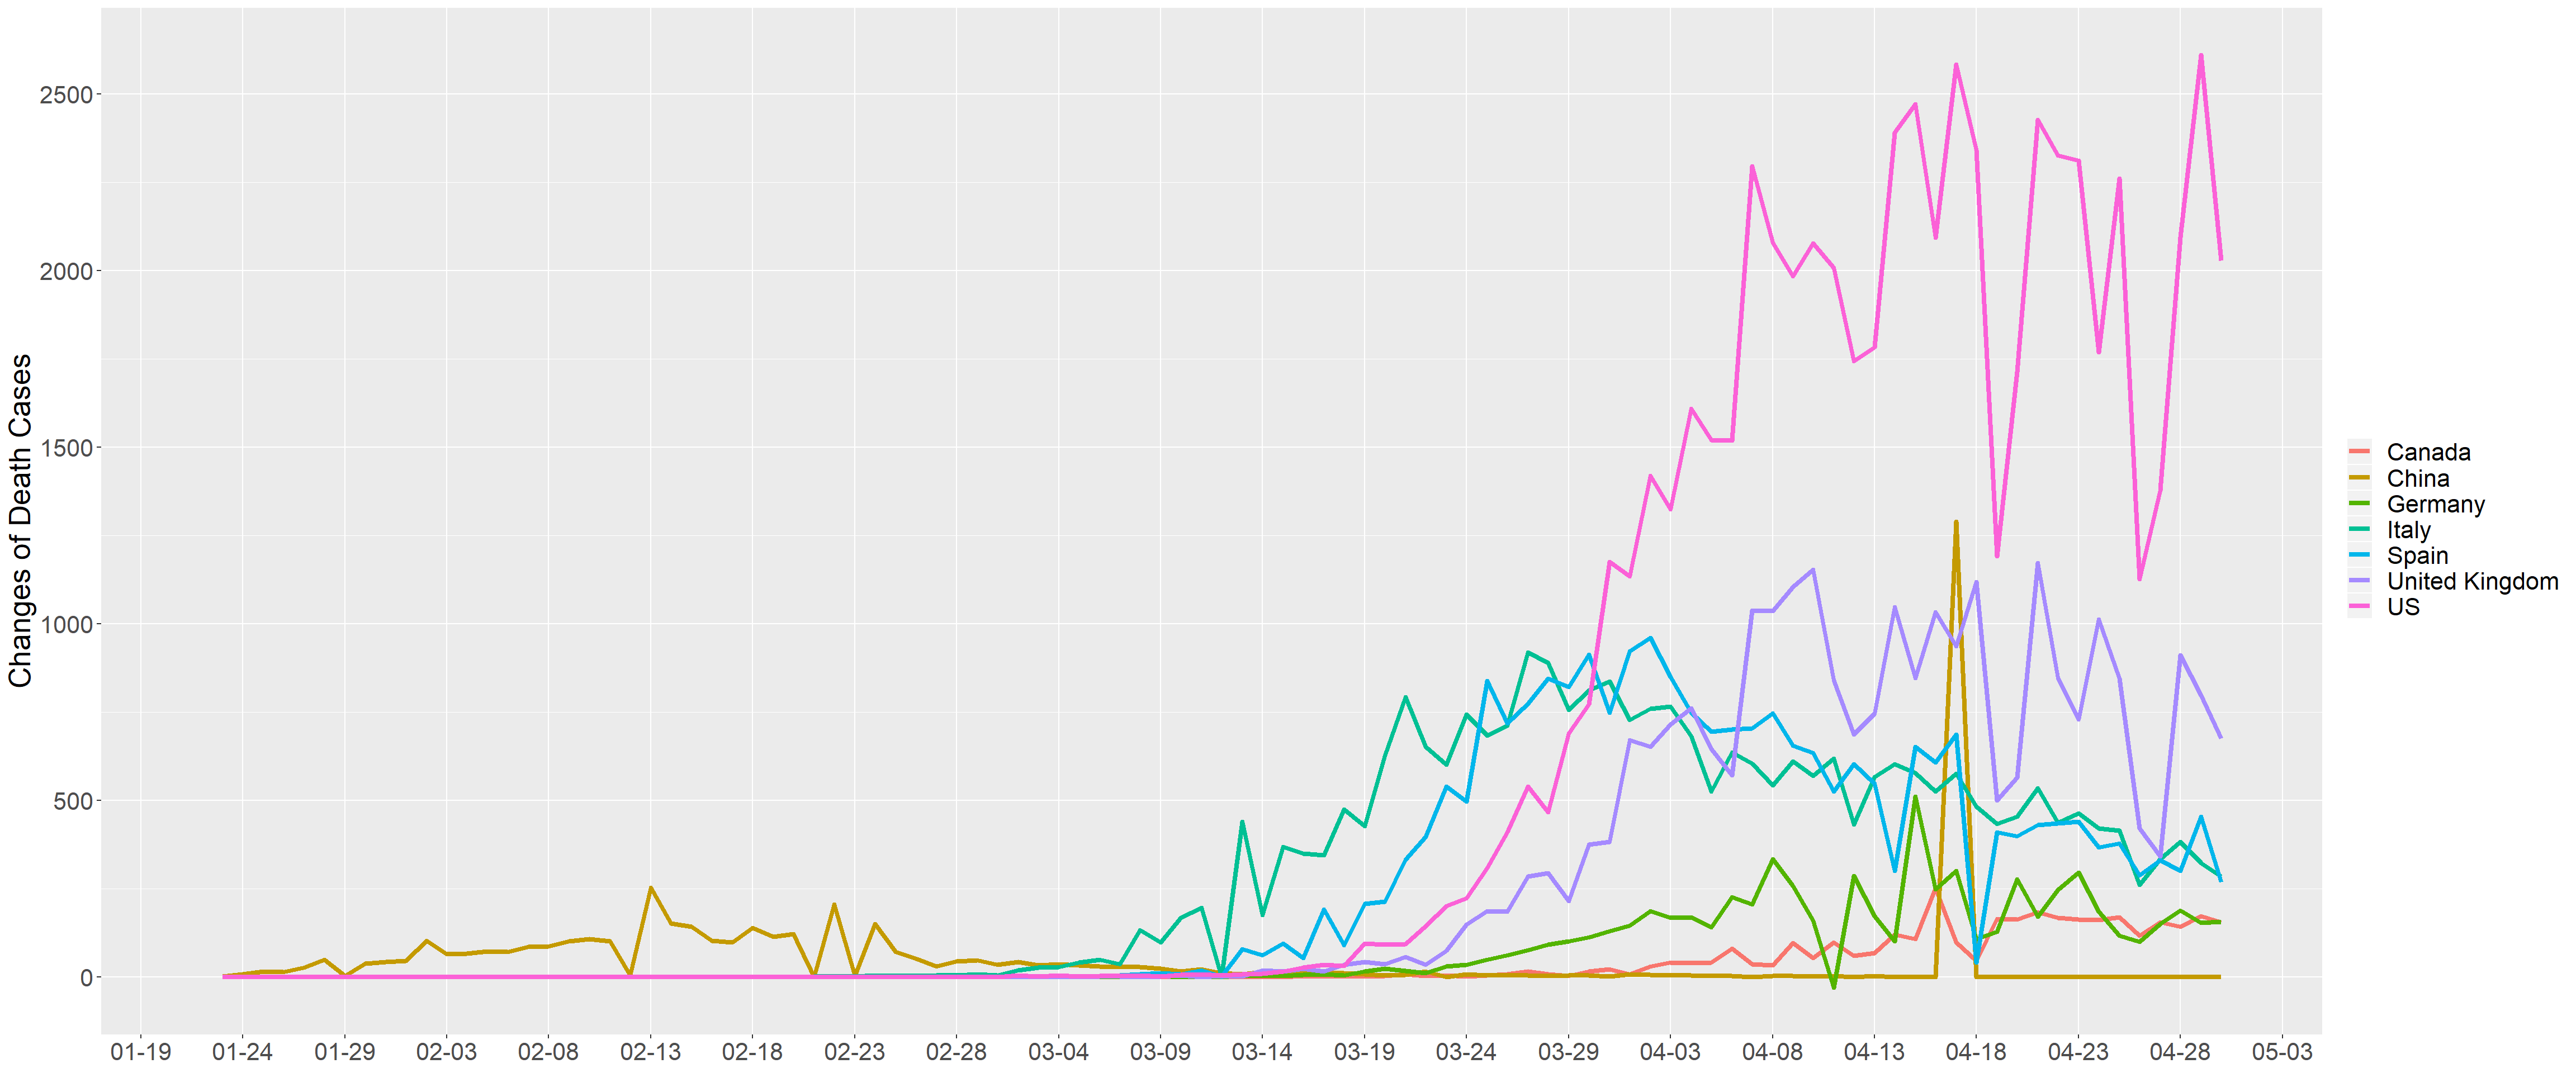 Changes of Death Cases
2500
2000
1500
1000
500
0
01-19 01-24 01-29 02-03 02-08 02-13 02-18 02-23 02-28 03-04 03-09 03-14 03-19 03-24 03-29 04-03 04-08 04-13 04-18 04-23 04-28 05-03
Canada
China
Germany
Italy
Spain
United Kingdom
US